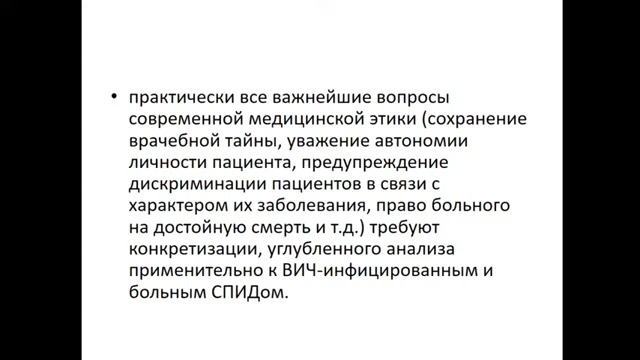 • практически все важнейшие вопросы
современной медицинской этики (сохранение
врачебной тайны, уважение автономии
личности пациента, предупреждение
дискриминации пациентов в связи с
характером их заболевания, право больного
на достойную смерть и т.д.) требуют
конкретизации, углубленного анализа
применительно к ВИЧ-инфицированным и
больным СПИДом.